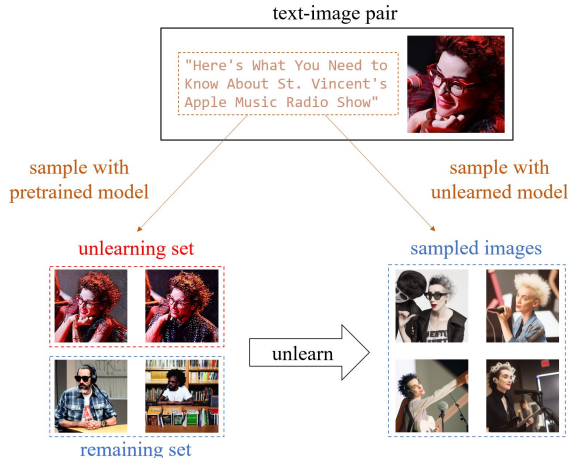 text-image pair
"Here's What You Need to
Know About St. Vincent's
Apple Music Radio Show"
sample with
pretrained model
sample with
unlearned model
unlearning set
sampled images
unlearn
remaining set